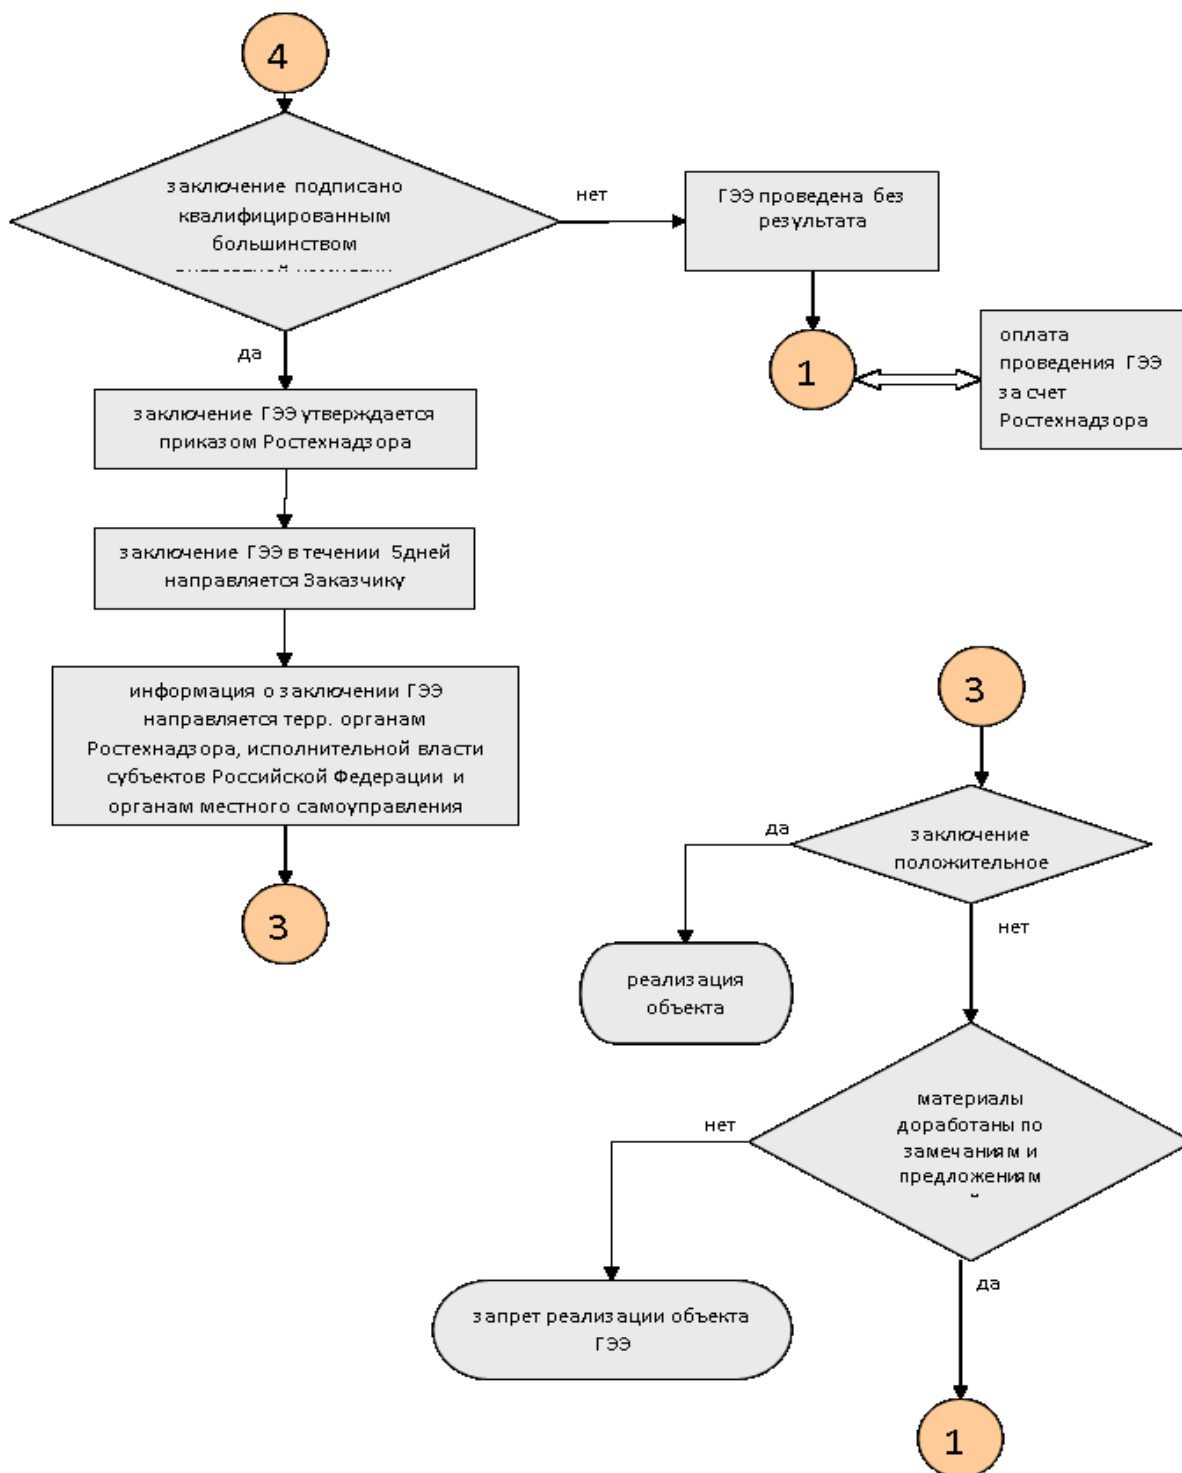 4
заключение подписано
квалифицированным
большинством
нет
ГЭЭ проведена без
результата
да
1
оплата
проведения ГЭЭ
за счет
Ростехнадзора
заключение ГЭЭ утверждается
приказом Ростехнадзора
заключение ГЭЭ в течении 5дней
направляется Заказчику
информация о заключении ГЭЭ
направляется терр. органам
Ростехнадзора, исполнительной власти
субъектов Российской Федерации и
органам местного самоуправления
3
3
заключение
положительное
да
нет
реализация
объекта
материалы
доработаны по
замечаниям и
предложениям
нет
да
запрет реализации объекта
ГЭЭ
1